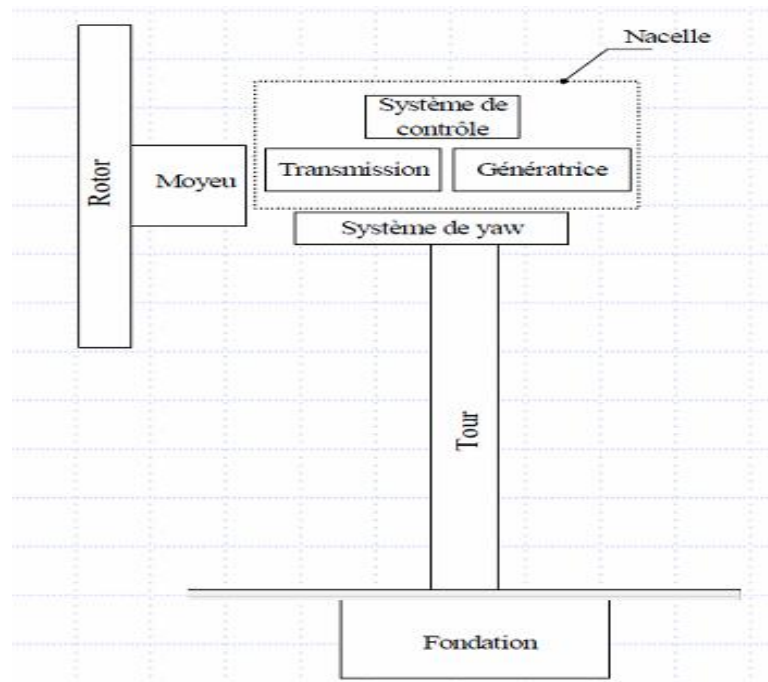 Nacelle
Système de
contrôle
Rotor
Moyeu
Transmission
Génératrice
Système de yaw
Tour
Fondation